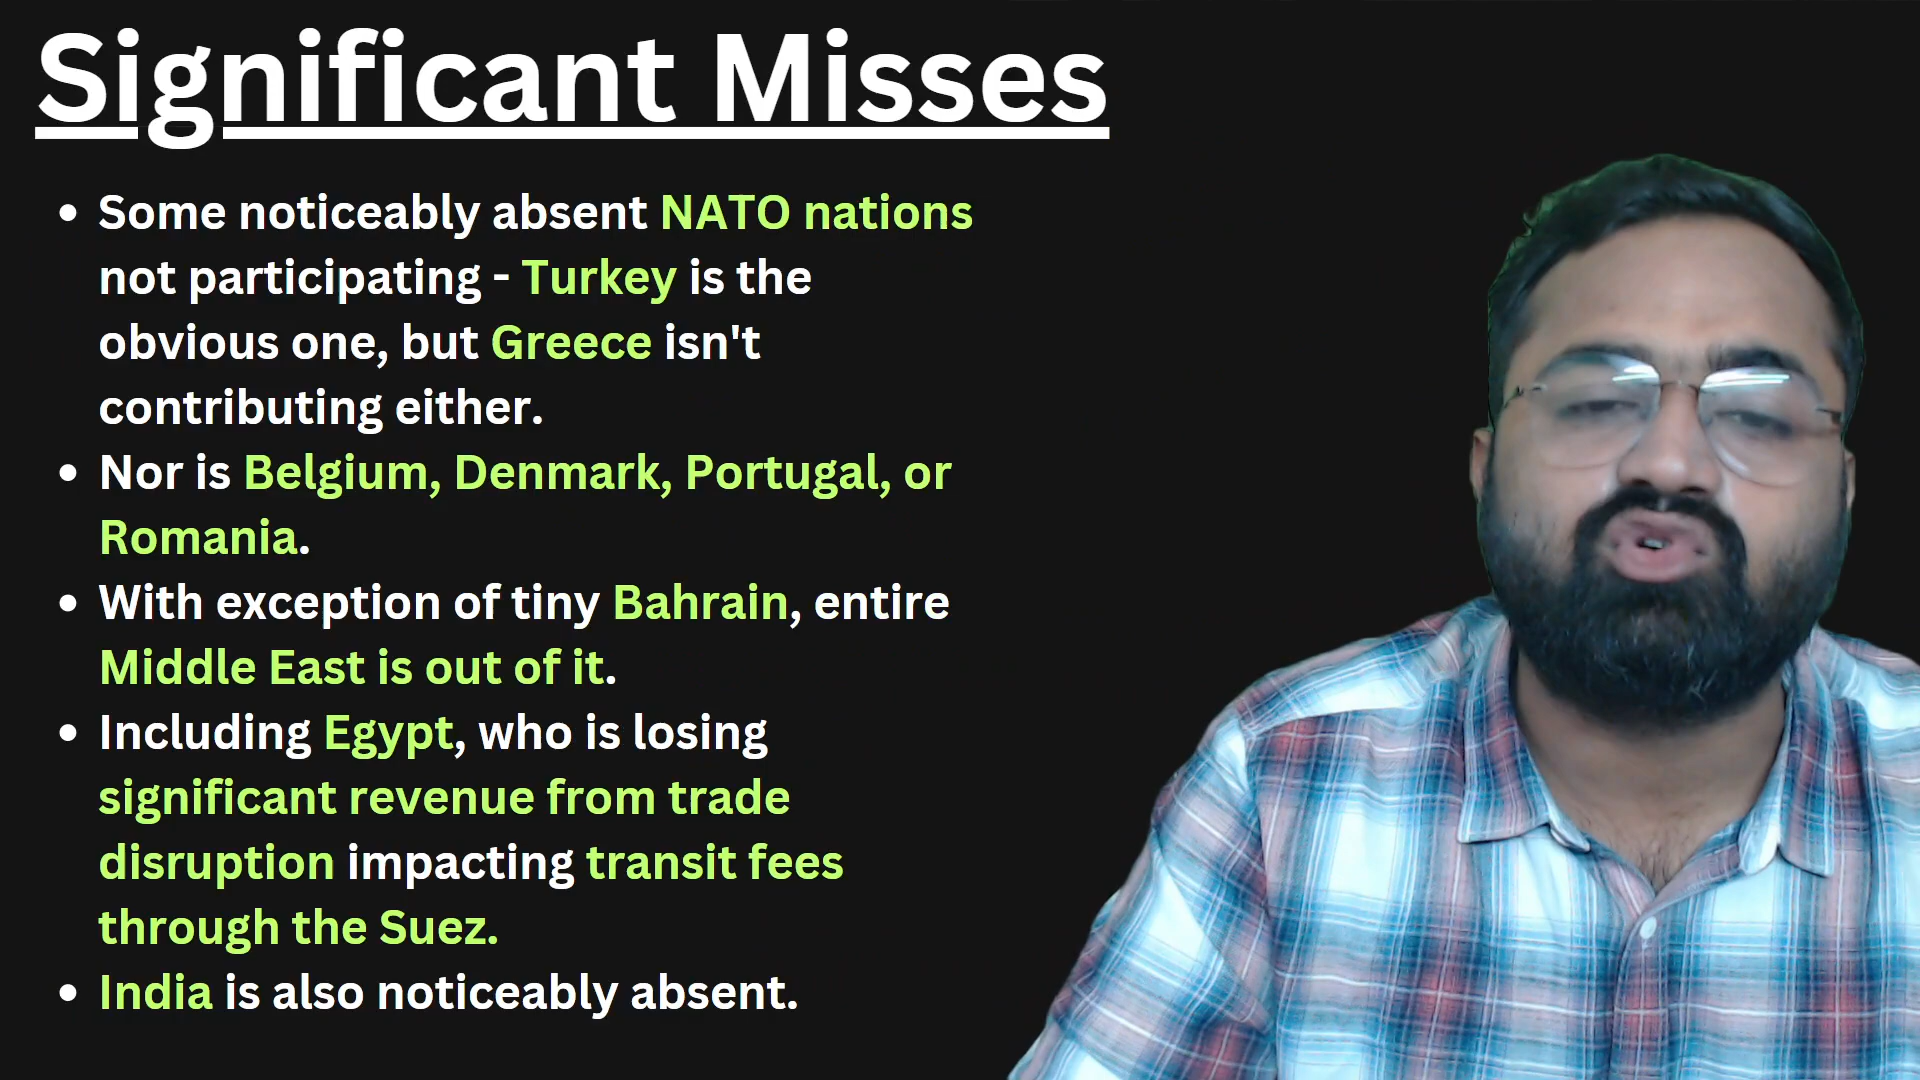 Significant Misses
• Some noticeably absent NATO nations
not participating - Turkey is the
obvious one, but Greece isn't
contributing either.
• Nor is Belgium, Denmark, Portugal, or
Romania.
• With exception of tiny Bahrain, entire
Middle East is out of it.
• Including Egypt, who is losing
significant revenue from trade
disruption impacting transit fees
through the Suez.
• India is also noticeably absent.